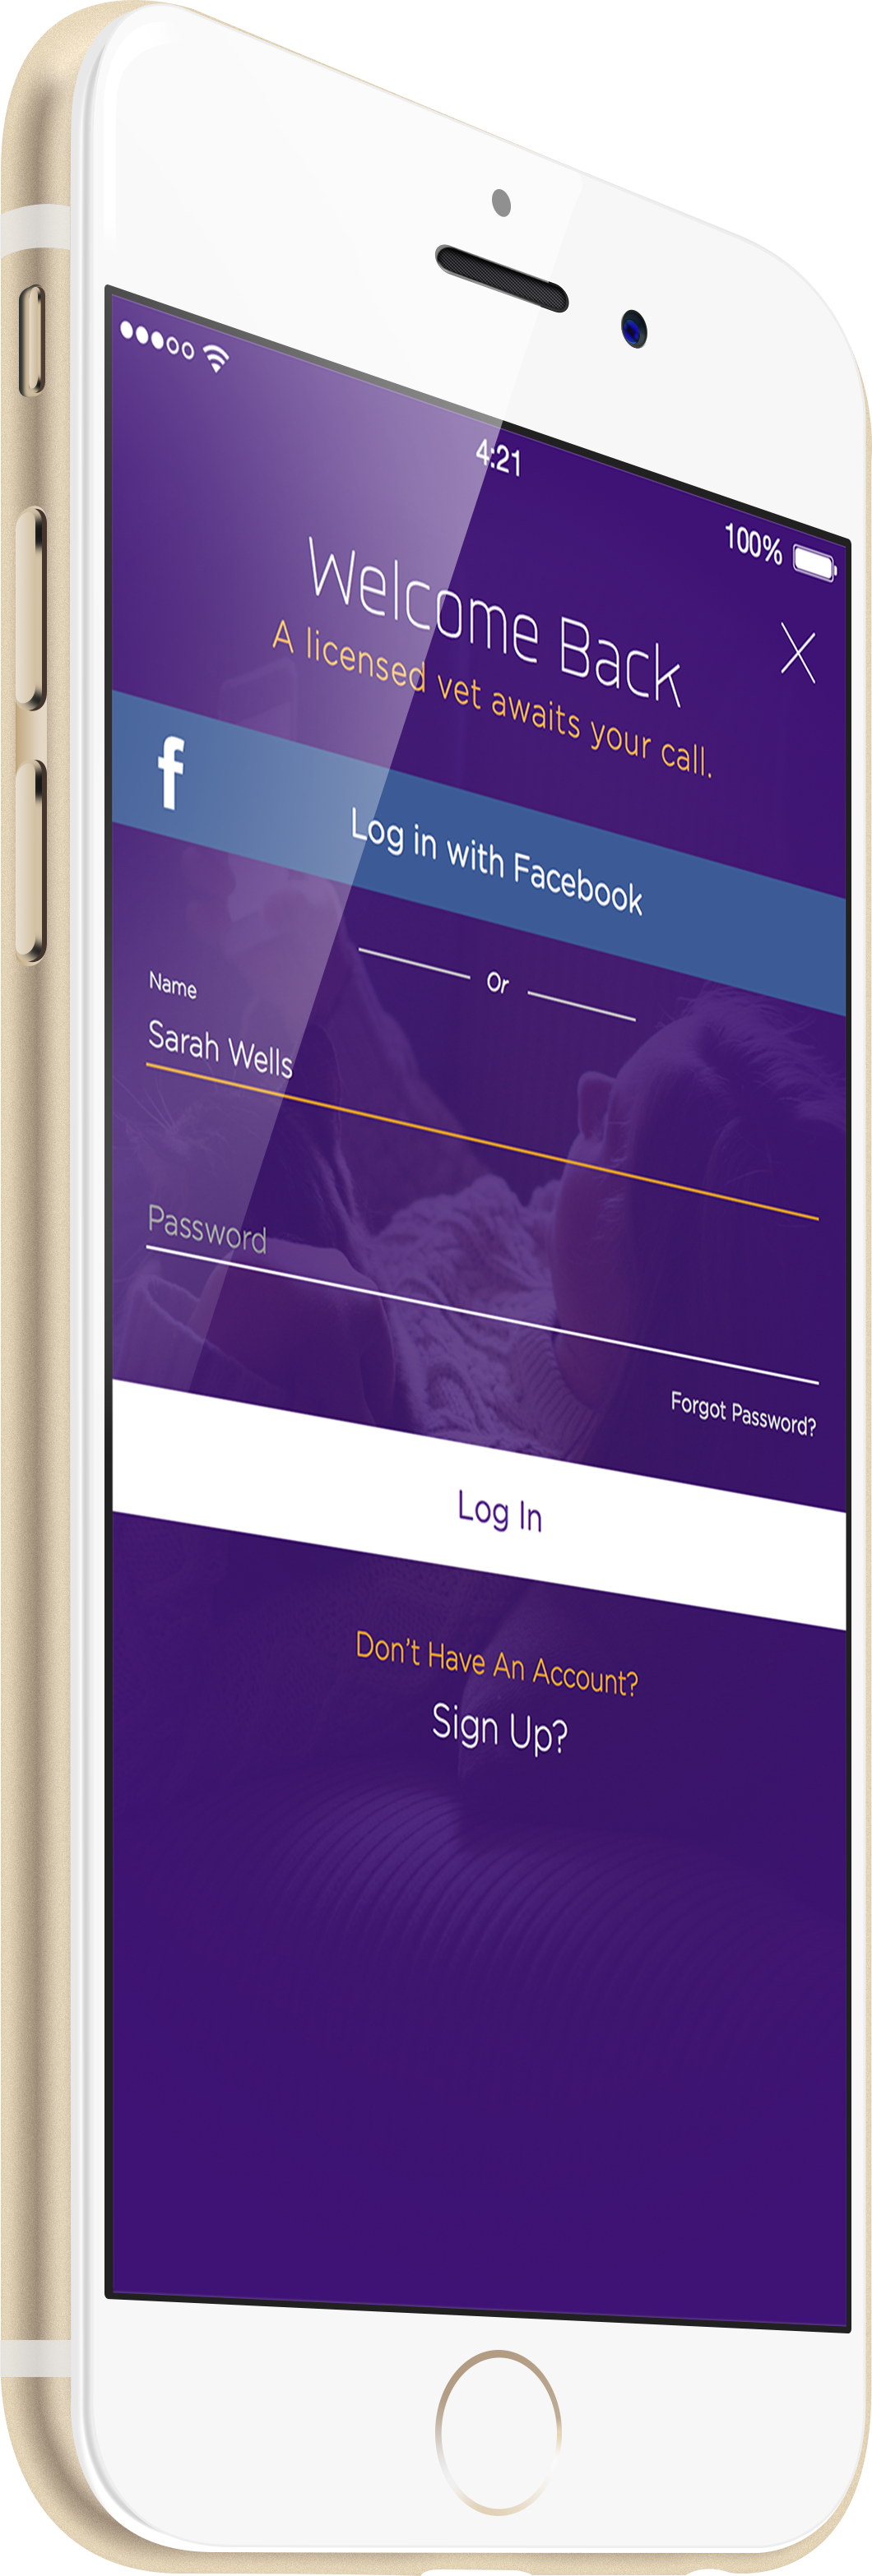 4:21
100%
Welcome Back
A licensed vet awaits your call.
f
Log in with Facebook
Or
Name
Sarah Wells
Password
Forgot Password?
Log In
Don't Have An Account?
Sign Up?